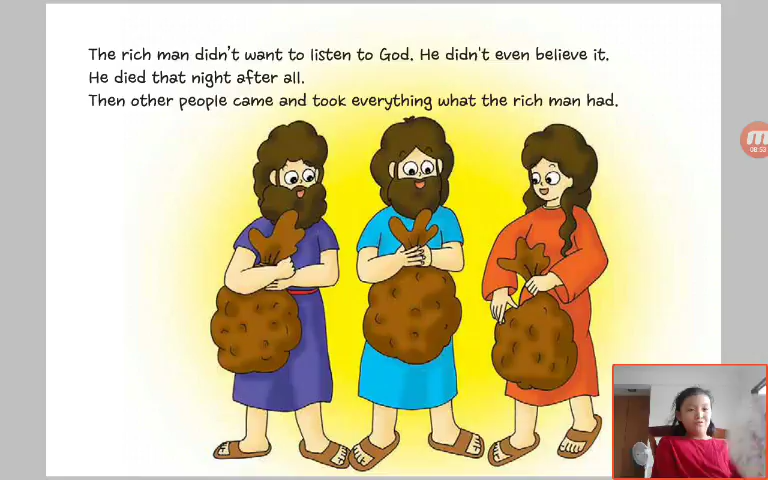 The rich man didn't want to listen to God. He didn't even believe it.
He died that night after all.
Then other people came and took everything what the rich man had.